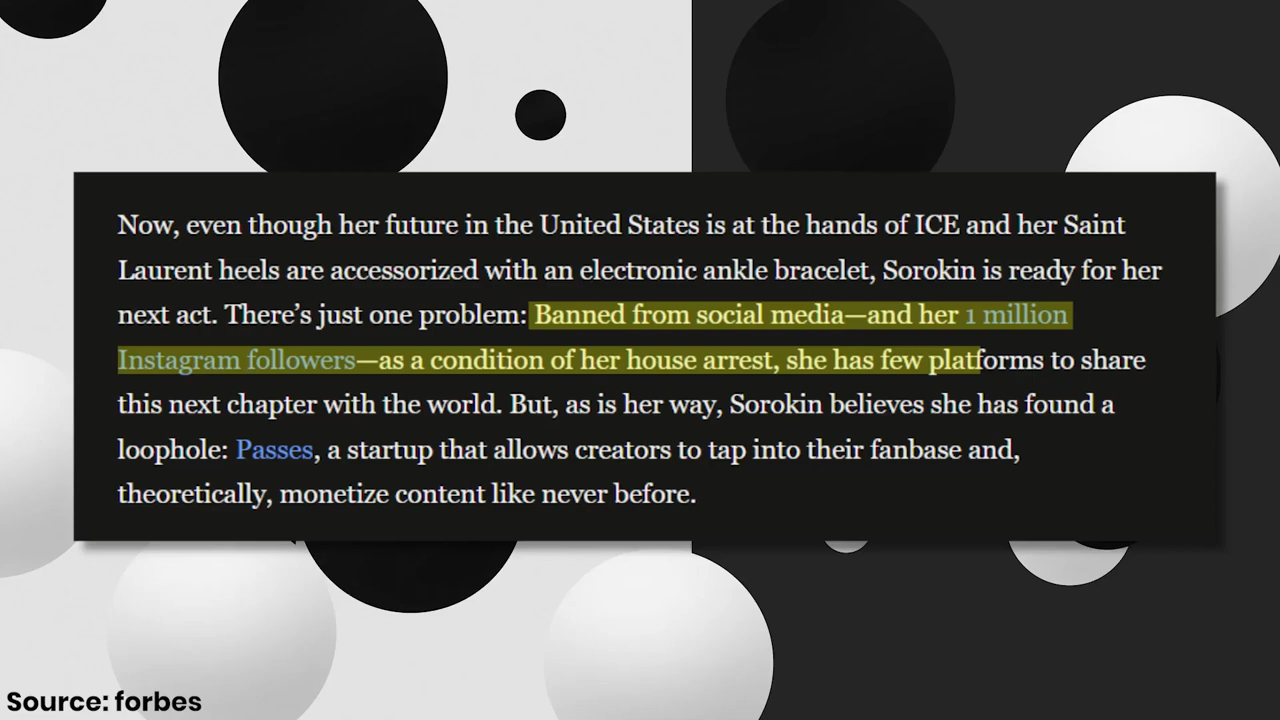 Now, even though her future in the United States is at the hands of ICE and her Saint
Laurent heels are accessorized with an electronic ankle bracelet, Sorokin is ready for her
next act. There’s just one problem: Banned from social media—and her 1 million
Instagram followers—as a condition of her house arrest, she has few platforms to share
this next chapter with the world. But, as is her way, Sorokin believes she has found a
loophole: Passes, a startup that allows creators to tap into their fanbase and,
theoretically, monetize content like never before.
Source: forbes